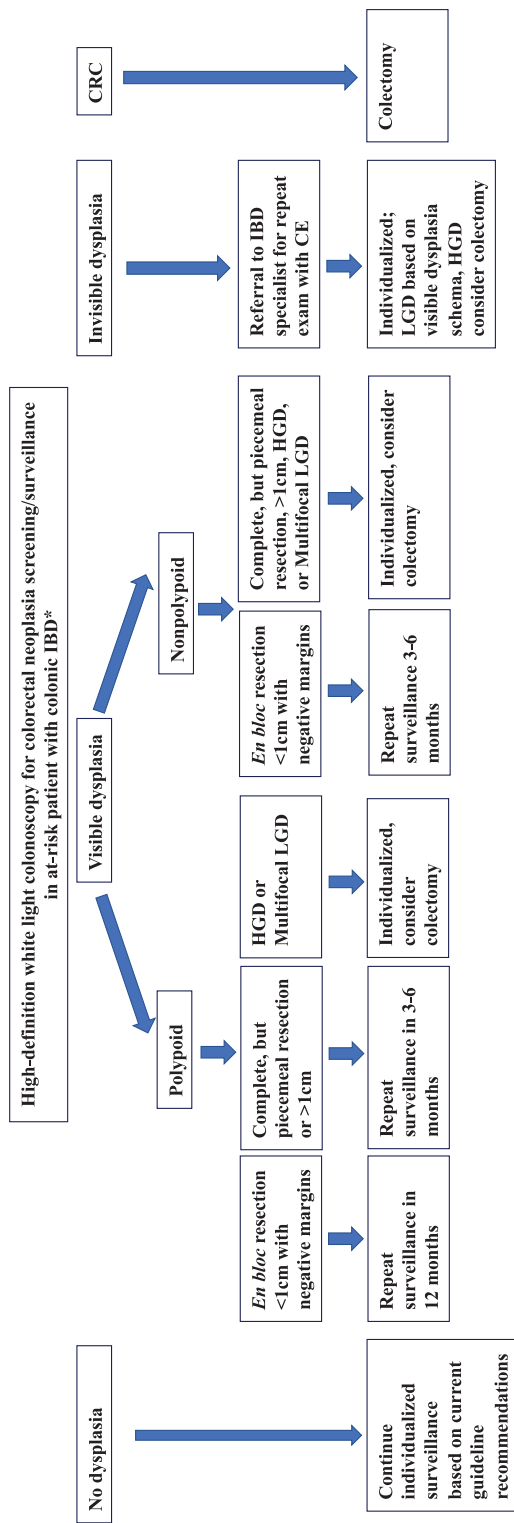 High-definition white light colonoscopy for colorectal neoplasia screening/surveillance
in at-risk patient with colonic IBD*
No dysplasia
Visible dysplasia
Invisible dysplasia
CRC
Polypoid
Nonpolypoid
En bloc resection
<1cm with
negative margins
Complete, but
piecemeal resection
or >1cm
HGD or
Multifocal LGD
En bloc resection
<1cm with
negative margins
Complete, but piecemeal
resection, >1cm, HGD,
or Multifocal LGD
Referral to IBD
specialist for repeat
exam with CE
Continue
individualized
surveillance
based on current
guideline
recommendations
Repeat
surveillance in
12 months
Repeat
surveillance in 3-6
months
Individualized,
consider
colectomy
Repeat
surveillance 3-6
months
Individualized, consider
colectomy
Individualized;
LGD based on
visible dysplasia
schema, HGD
consider colectomy
Colectomy